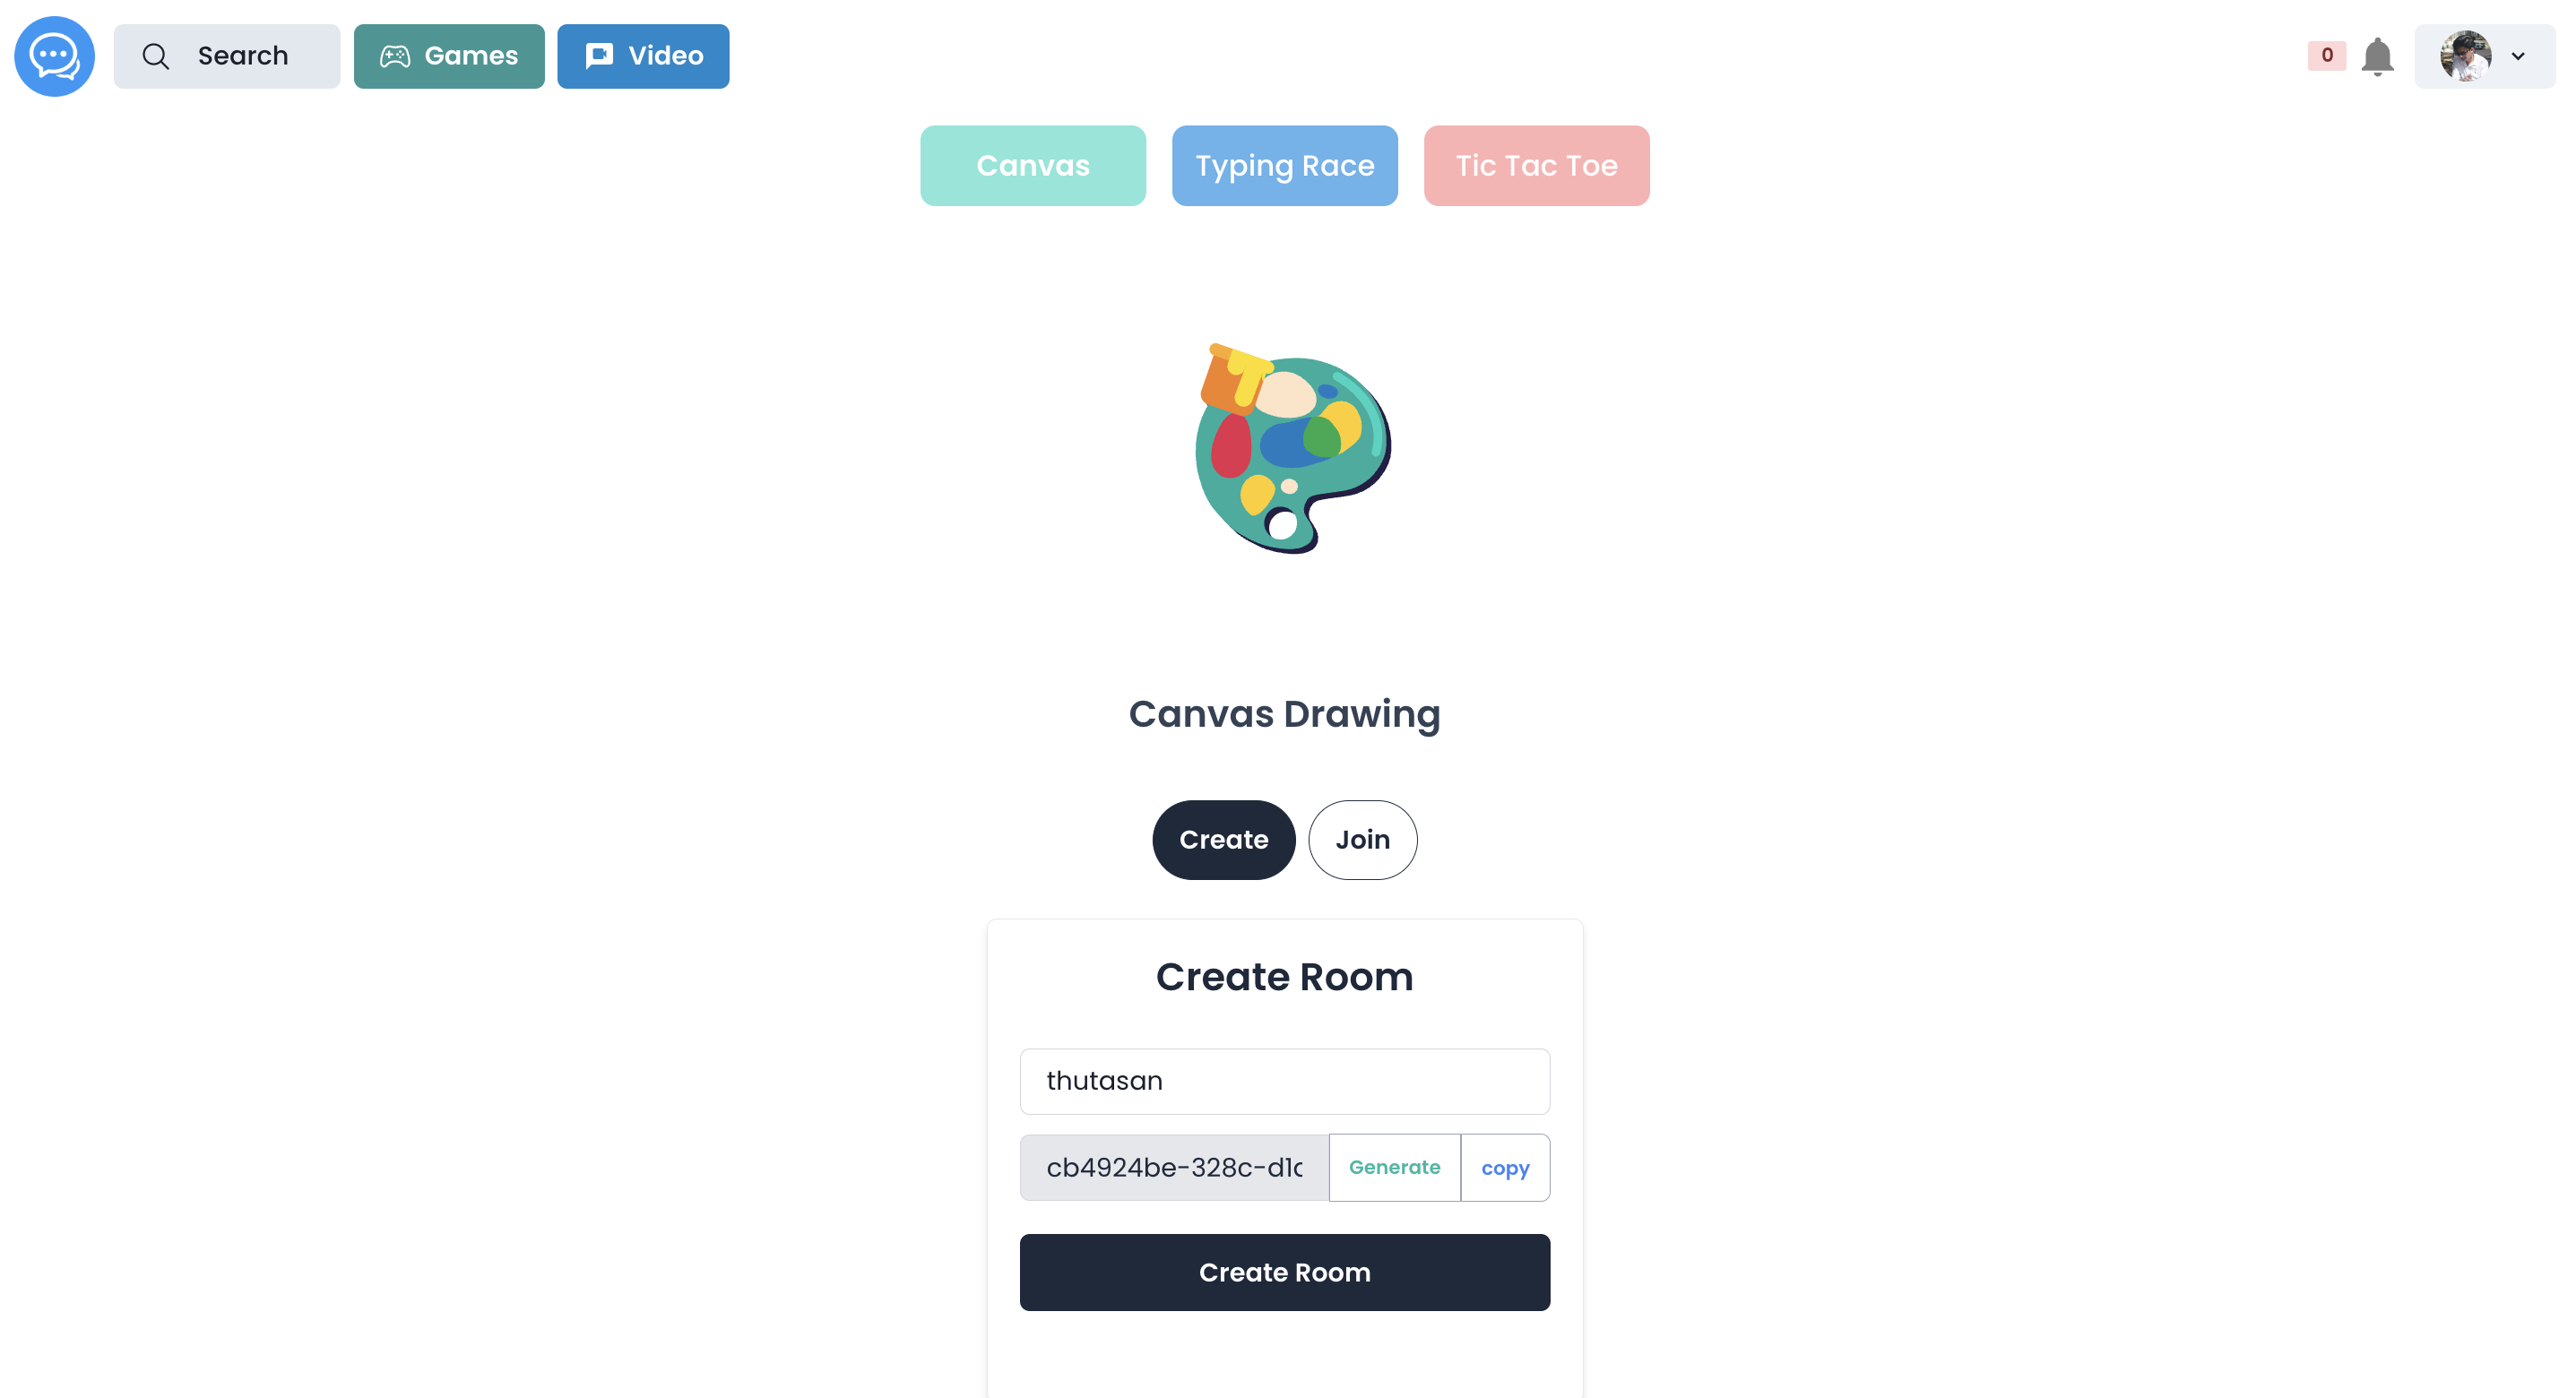 Search
Games
Video
0
Canvas
Typing Race
Tic Tac Toe
Canvas Drawing
Create
Join
Create Room
thutasan
cb4924be-328c-d1c
Generate
copy
Create Room